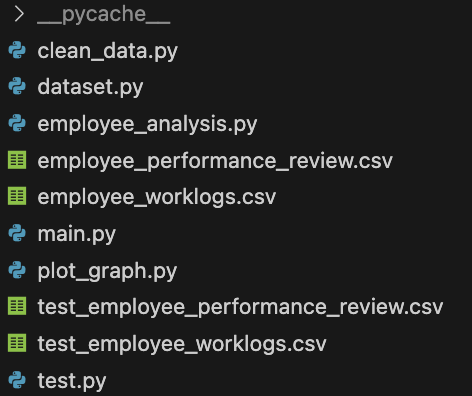 __pycache__
clean_data.py
dataset.py
employee_analysis.py
employee_performance_review.csv
employee_worklogs.csv
main.py
plot_graph.py
test_employee_performance_review.csv
test_employee_worklogs.csv
test.py